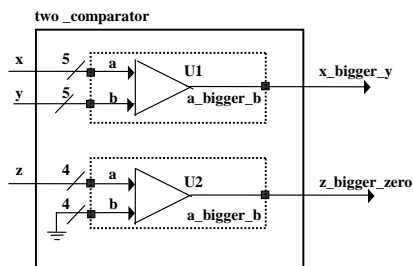 two _comparator
x 5 a U1 x_bigger_y
y 5 b a_bigger_b
z 4 a U2 z_bigger_zero
4 b a_bigger_b